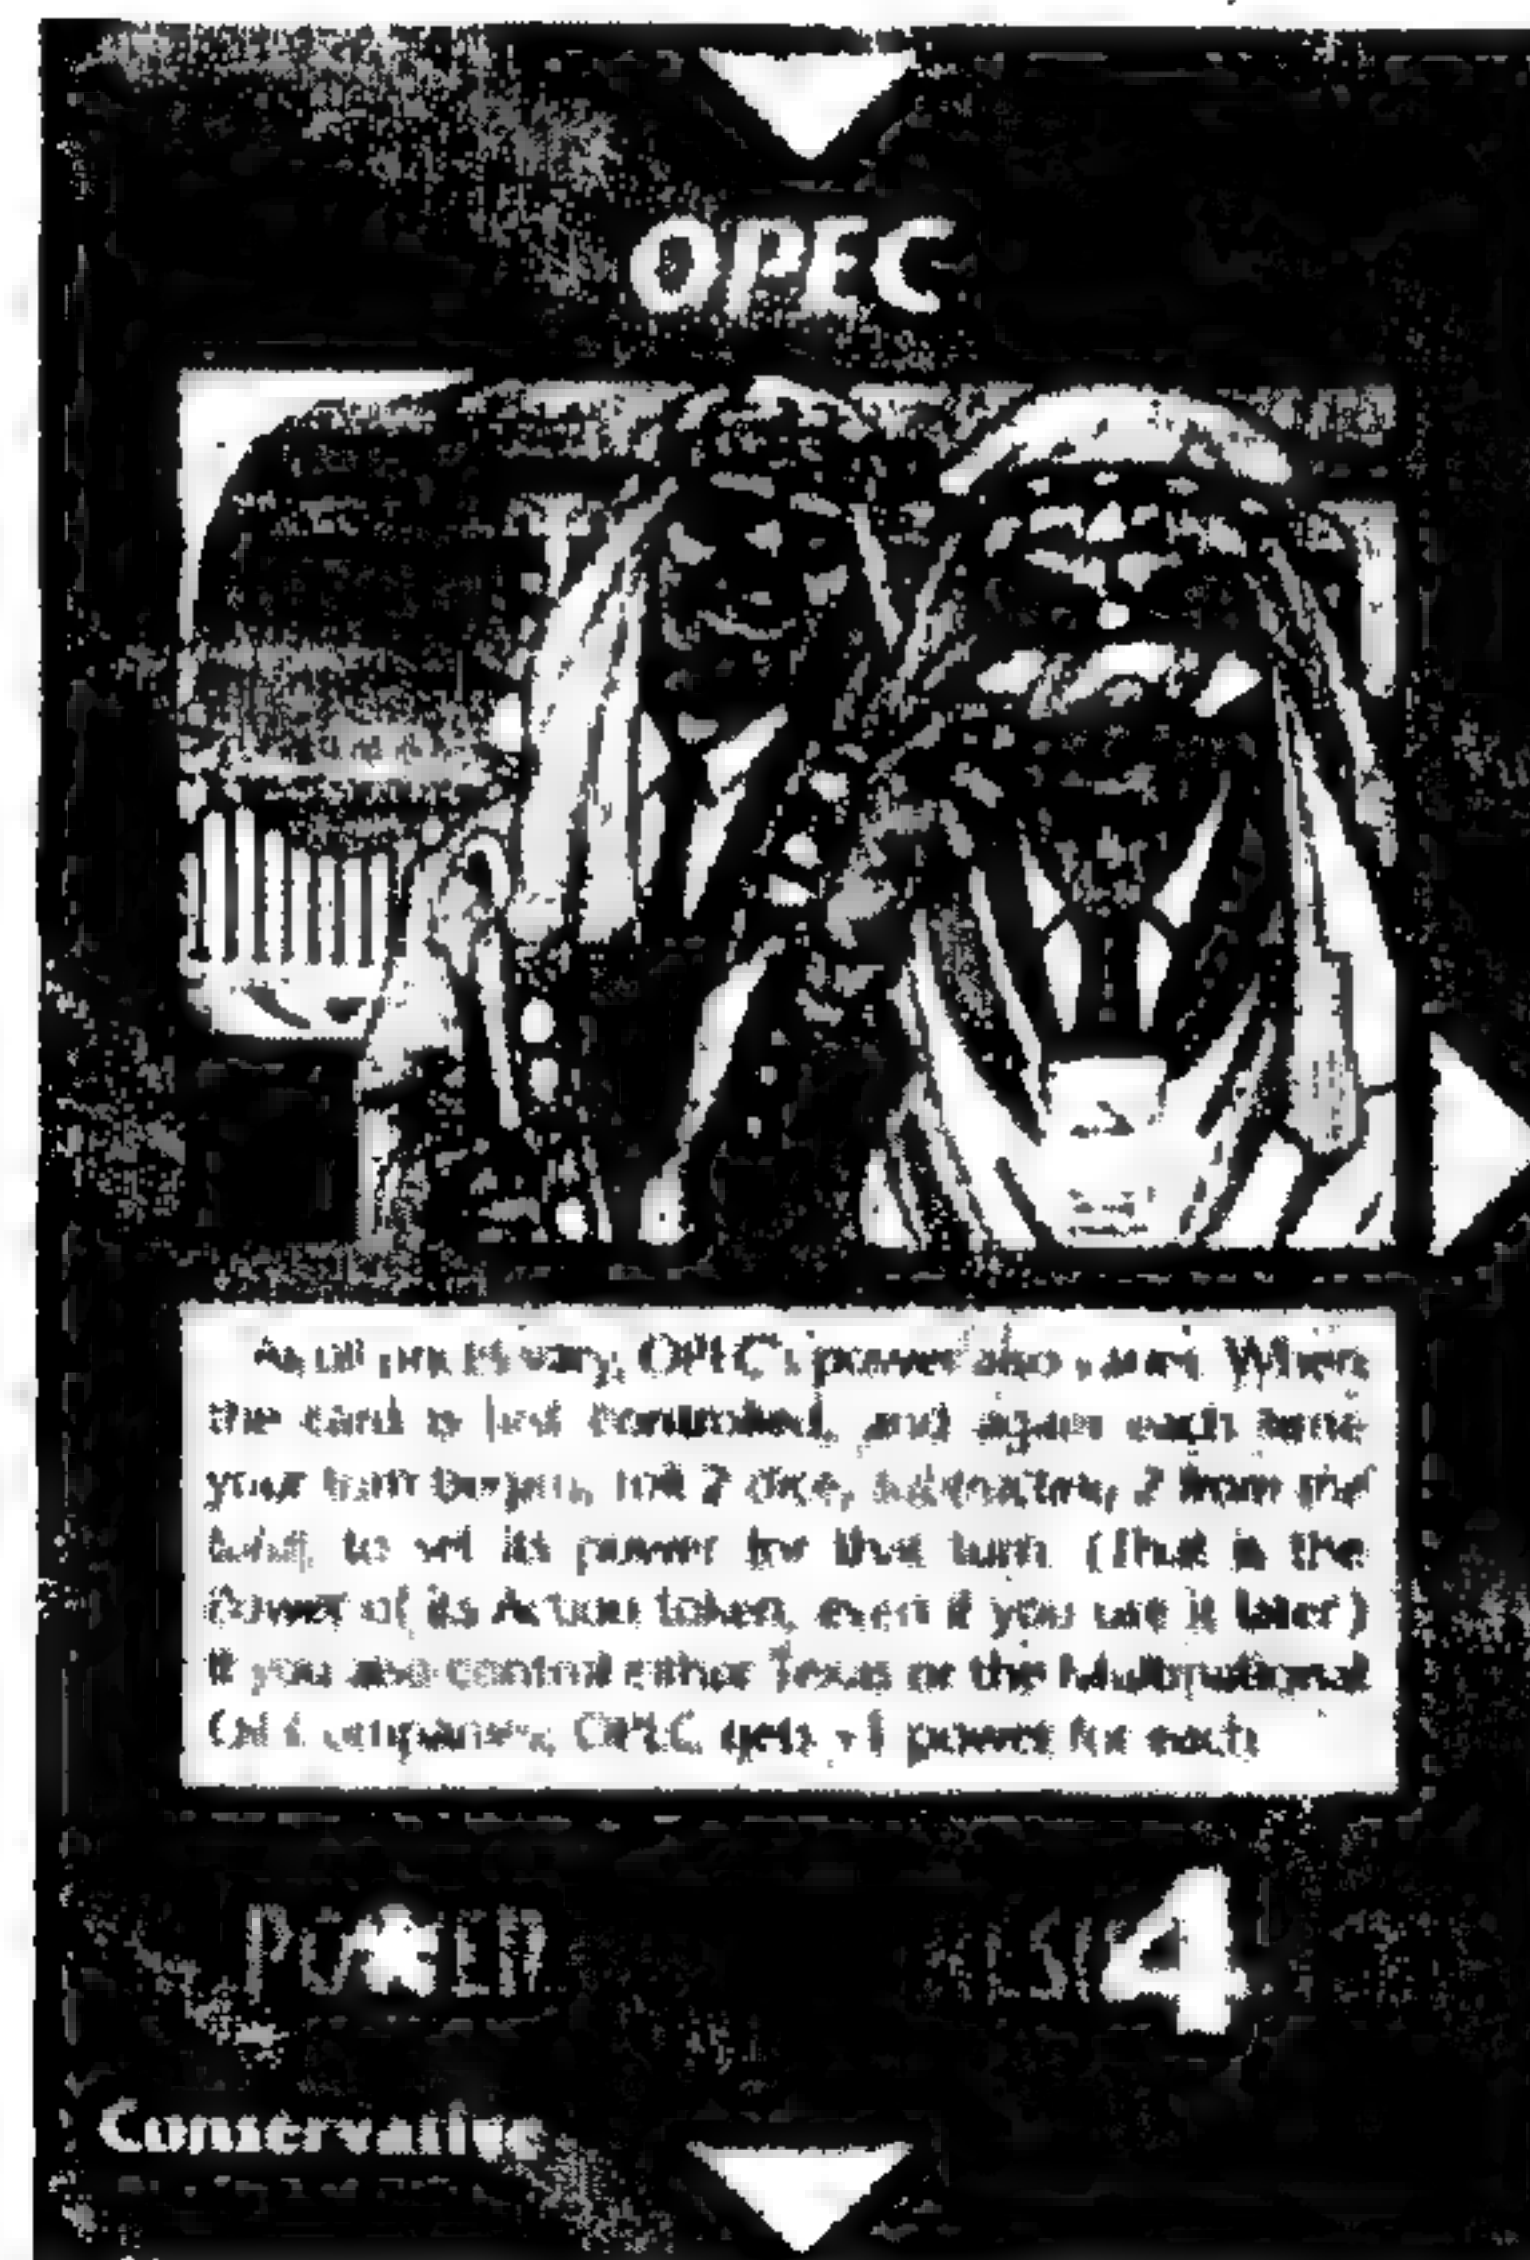 OPEC
As oil prices vary, OPEC's power also varies. When
the card is first controlled, and again each time
your turn begins, roll 2 dice, subtracting 2 from the
total, to set its power for that turn. (That is the
Power of its Action token, even if you use it later.)
If you also control either Texas or the Multinational
Oil Companies, OPEC gets +1 power for each.
POWER *
RESIST 4
Conservative